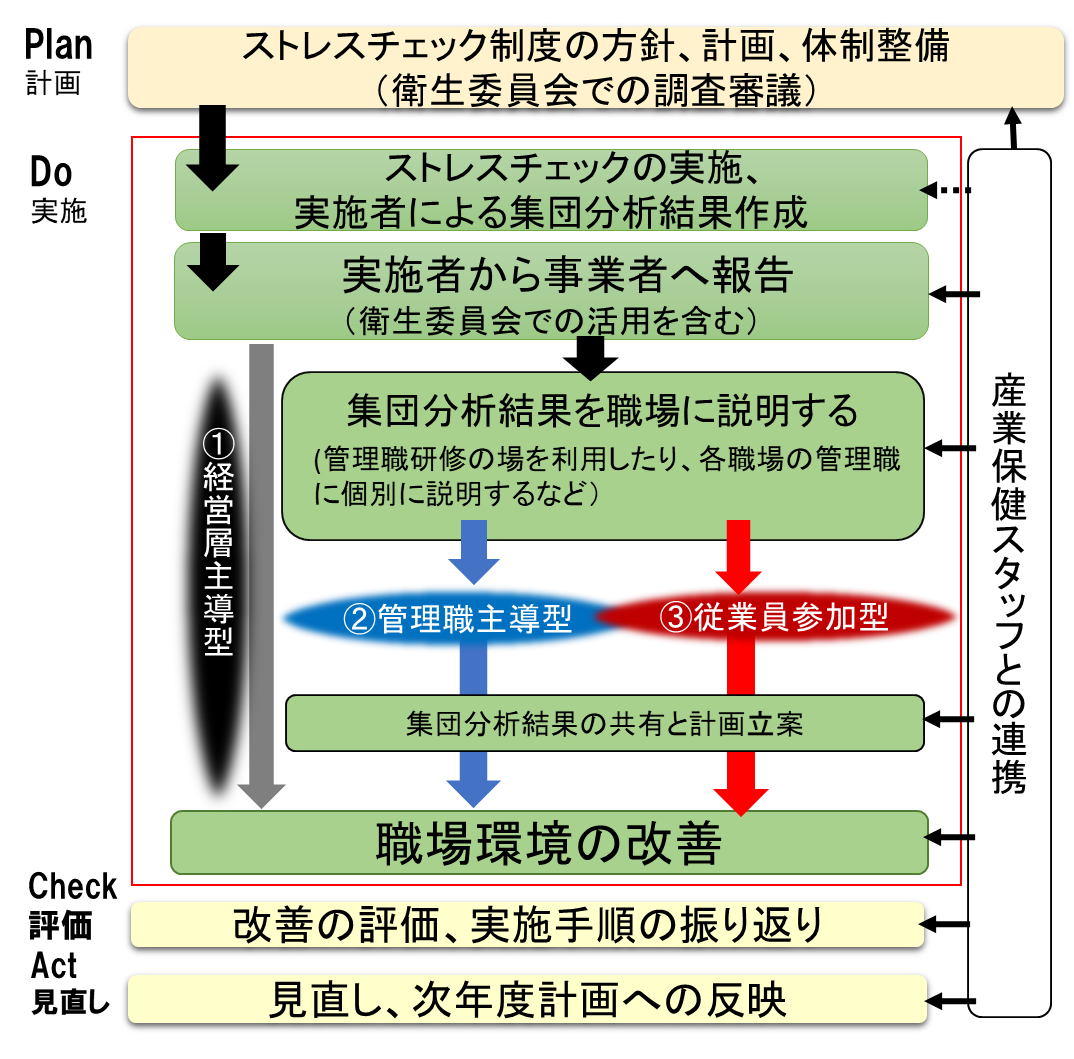 Plan
計画
ストレスチェック制度の方針、計画、体制整備
（衛生委員会での調査審議）
Do
実施
ストレスチェックの実施、
実施者による集団分析結果作成
実施者から事業者へ報告
（衛生委員会での活用を含む）
集団分析結果を職場に説明する
(管理職研修の場を利用したり、各職場の管理職
に個別に説明するなど）
①経営層主導型
②管理職主導型
③従業員参加型
集団分析結果の共有と計画立案
職場環境の改善
産業保健スタッフとの連携
Check
評価
改善の評価、実施手順の振り返り
Act
見直し
見直し、次年度計画への反映